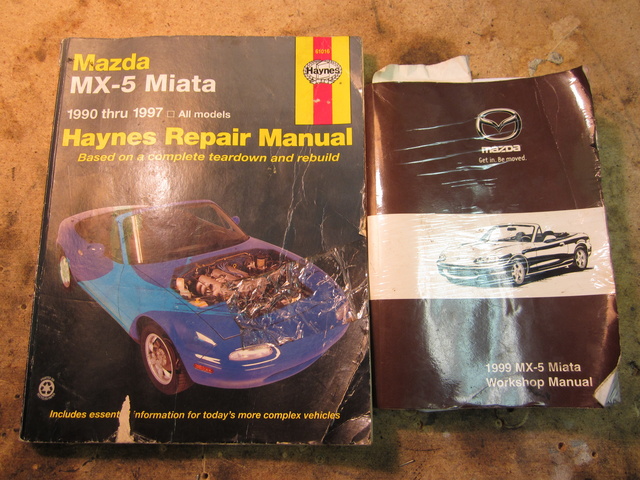 Mazda
MX-5 Miata
1990 thru 1997 □ All models
Haynes Repair Manual
Based on a complete teardown and rebuild
61016
Haynes
Includes essential information for today's more complex vehicles
mazda
Get in. Be moved.
1999 MX-5 Miata
Workshop Manual